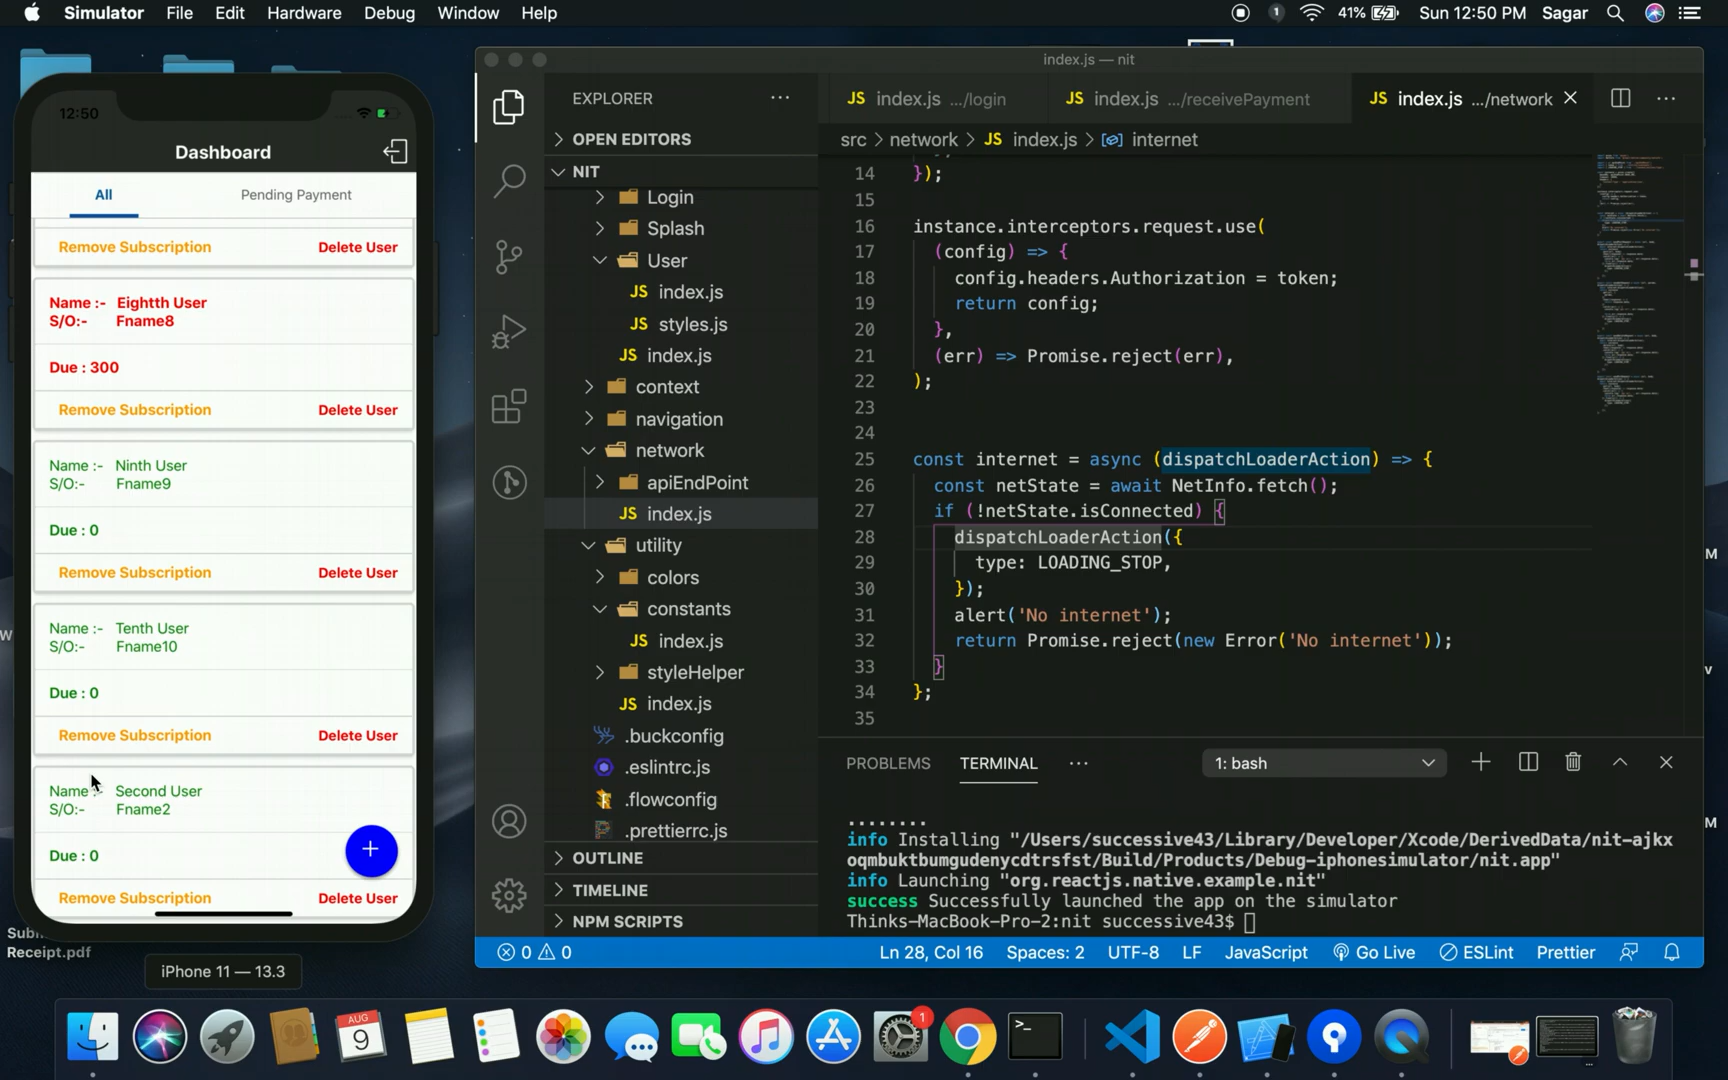 Simulator File Edit Hardware Debug Window Help
1 41% Sun 12:50 PM Sagar
12:50
Dashboard
All Pending Payment
Remove Subscription Delete User
Name :- Eightth User
S/O:- Fname8
Due : 300
Remove Subscription Delete User
Name :- Ninth User
S/O:- Fname9
Due : 0
Remove Subscription Delete User
Name :- Tenth User
S/O:- Fname10
Due : 0
Remove Subscription Delete User
Name :- Second User
S/O:- Fname2
Due : 0
+
Remove Subscription Delete User
Receipt.pdf
iPhone 11 — 13.3
index.js — nit
EXPLORER ...
OPEN EDITORS
NIT
Login
Splash
User
JS index.js
JS styles.js
JS index.js
context
navigation
network
apiEndPoint
JS index.js
utility
colors
constants
JS index.js
styleHelper
JS index.js
.buckconfig
.eslintrc.js
.flowconfig
.prettierrc.js
OUTLINE
TIMELINE
NPM SCRIPTS
JS index.js .../login JS index.js .../receivePayment JS index.js .../network
src > network > JS index.js > internet
14 });
15
16 instance.interceptors.request.use(
17 (config) => {
18 config.headers.Authorization = token;
19 return config;
20 },
21 (err) => Promise.reject(err),
22 );
23
24
25 const internet = async (dispatchLoaderAction) => {
26 const netState = await NetInfo.fetch();
27 if (!netState.isConnected) {
28 dispatchLoaderAction({
29 type: LOADING_STOP,
30 });
31 alert('No internet');
32 return Promise.reject(new Error('No internet'));
33 }
34 };
35
PROBLEMS TERMINAL ... 1: bash
........
info Installing "/Users/successive43/Library/Developer/Xcode/DerivedData/nit-ajkx
oqmbuktbumgudenycdtrsfst/Build/Products/Debug-iphonesimulator/nit.app"
info Launching "org.reactjs.native.example.nit"
success Successfully launched the app on the simulator
Thinks-MacBook-Pro-2:nit successive43$
0 0 Ln 28, Col 16 Spaces: 2 UTF-8 LF JavaScript Go Live ESLint Prettier
AUG
9
1
>_